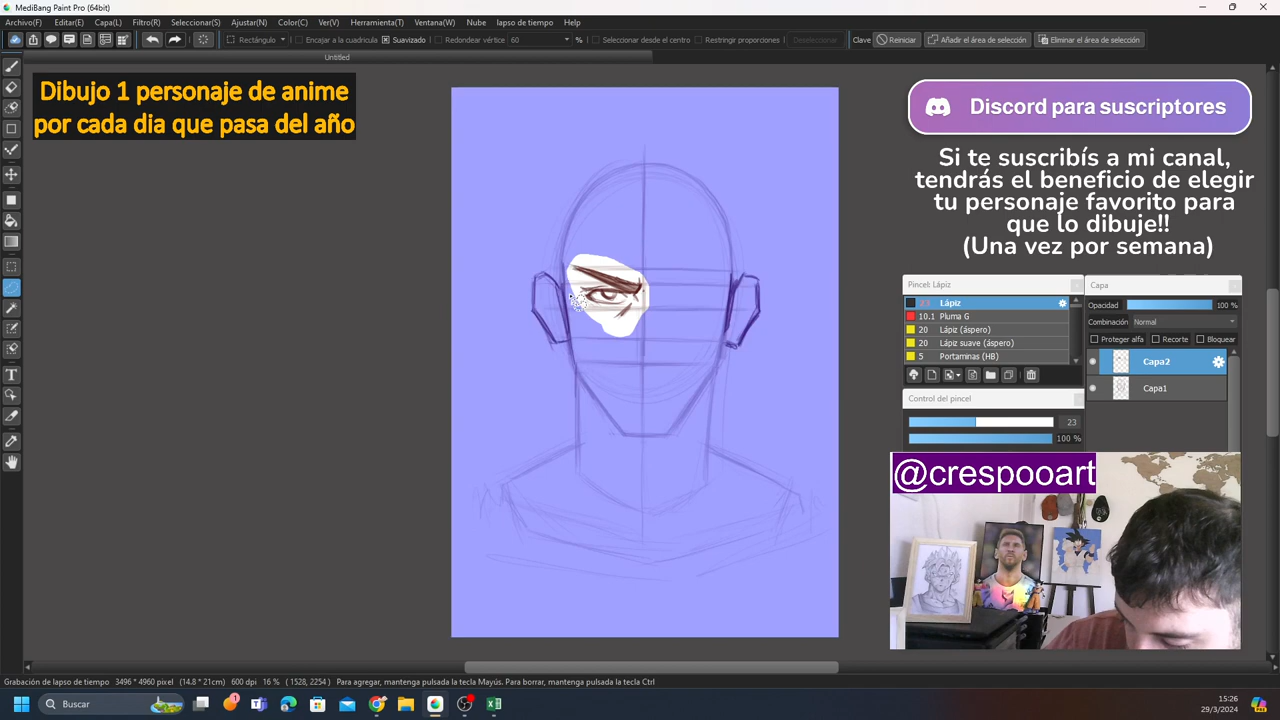 MediBang Paint Pro (64bit)
Archivo(F) Editar(E) Capa(L) Filtro(R) Seleccionar(S) Ajustar(N) Color(C) Ver(V) Herramienta(T) Ventana(W) Nube lapso de tiempo Help
Rectángulo Encajar a la cuadricula Suavizado Redondear vértice 60 % Seleccionar desde el centro Restringir proporciones Deseleccionar Clave Reiniciar Añadir el área de selección Eliminar el área de selección
Untitled
Dibujo 1 personaje de anime
por cada dia que pasa del año
Discord para suscriptores
Si te suscribís a mi canal,
tendrás el beneficio de elegir
tu personaje favorito para
que lo dibuje!!
(Una vez por semana)
Pincel: Lápiz
23 Lápiz
10.1 Pluma G
20 Lápiz (áspero)
20 Lápiz suave (áspero)
5 Portaminas (HB)
Control del pincel
23
100 %
Capa
Opacidad 100 %
Combinación Normal
Proteger alfa Recorte Bloquear
Capa2
Capa1
@crespooart
Grabación de lapso de tiempo 3496 * 4960 pixel (14.8 * 21cm) 600 dpi 16 % ( 1528, 2254 ) Para agregar, mantenga pulsada la tecla Mayús. Para borrar, mantenga pulsada la tecla Ctrl
Buscar
1
15:26
29/3/2024